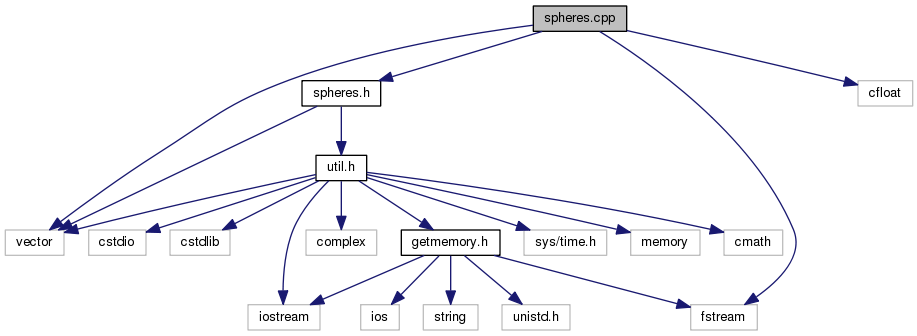 spheres.cpp
spheres.h
cfloat
util.h
vector
cstdio
cstdlib
complex
getmemory.h
sys/time.h
memory
cmath
iostream
ios
string
unistd.h
fstream